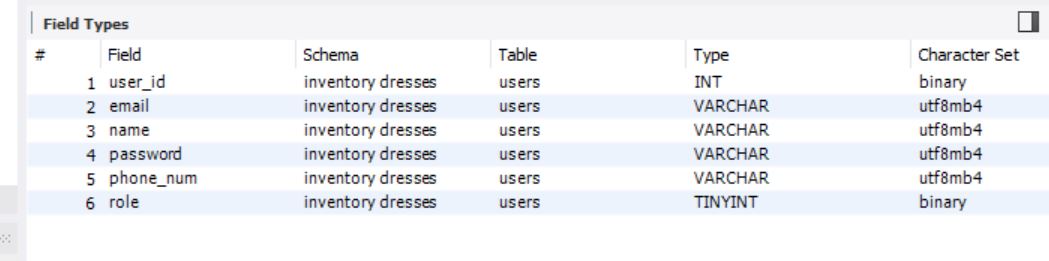 Field Types
# Field Schema Table Type Character Set
1 user_id inventory dresses users INT binary
2 email inventory dresses users VARCHAR utf8mb4
3 name inventory dresses users VARCHAR utf8mb4
4 password inventory dresses users VARCHAR utf8mb4
5 phone_num inventory dresses users VARCHAR utf8mb4
6 role inventory dresses users TINYINT binary